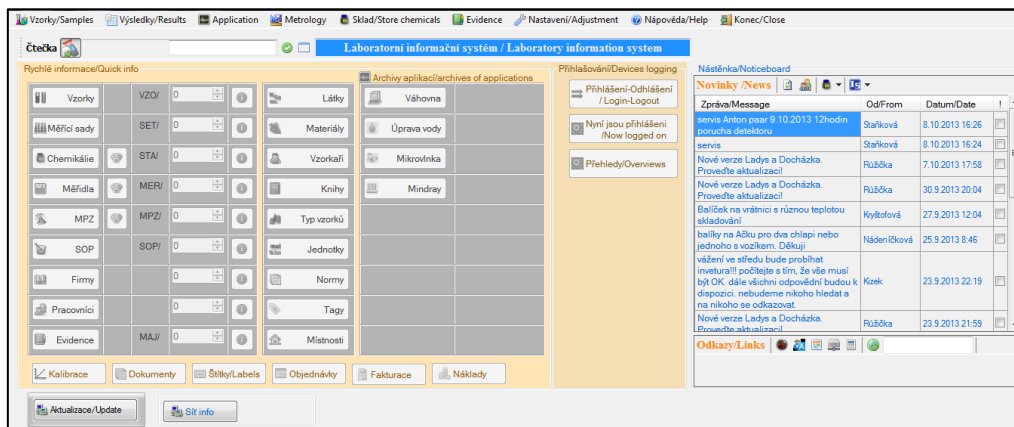 Vzorky/Samples Výsledky/Results Application Metrology Sklad/Store chemicals Evidence Nastavení/Adjustment Nápověda/Help Konec/Close
Čtečka Laboratorní informační systém / Laboratory information system
Rychlé informace/Quick info
Archivy aplikací/archives of applications
Vzorky VZO/ 0 Látky Váhovna
Měřící sady SET/ 0 Materiály Úprava vody
Chemikálie STA/ 0 Vzorkaři Mikrovlnka
Měřidla MER/ 0 Knihy Mindray
MPZ MPZ/ 0 Typ vzorků
SOP SOP/ 0 Jednotky
Firmy 0 Normy
Pracovníci 0 Tagy
Evidence MAJ/ 0 Místnosti
Kalibrace Dokumenty Štítky/Labels Objednávky Fakturace Náklady
Aktualizace/Update Síť info
Přihlašování/Devices logging
Přihlášení-Odhlášení
/ Login-Logout
Nyní jsou přihlášeni
/Now logged on
Přehledy/Overviews
Nástěnka/Noticeboard
Novinky /News
Zpráva/Message Od/From Datum/Date !
servis Anton paar 9.10.2013 12hodin
porucha detektoru Staňková 8.10.2013 16:26
servis Staňková 8.10.2013 16:24
Nové verze Ladys a Docházka.
Proveďte aktualizaci! Růžička 7.10.2013 17:58
Nové verze Ladys a Docházka.
Proveďte aktualizaci! Růžička 30.9.2013 20:04
Balíček na vrátnici s různou teplotou
skladování Kryštofová 27.9.2013 12:04
balíky na Ačku pro dva chlapi nebo
jednoho s vozíkem. Děkuji Nádeníčková 25.9.2013 8:46
vážení ve středu bude probíhat
invetura!!! počítejte s tím, že vše musí
být OK. dále všichni odpovědní budou k
dispozici. nebudeme nikoho hledat a
na nikoho se odkazovat. Kizek 23.9.2013 22:19
Nové verze Ladys a Docházka.
Proveďte aktualizaci! Růžička 23.9.2013 21:59
Odkazy/Links